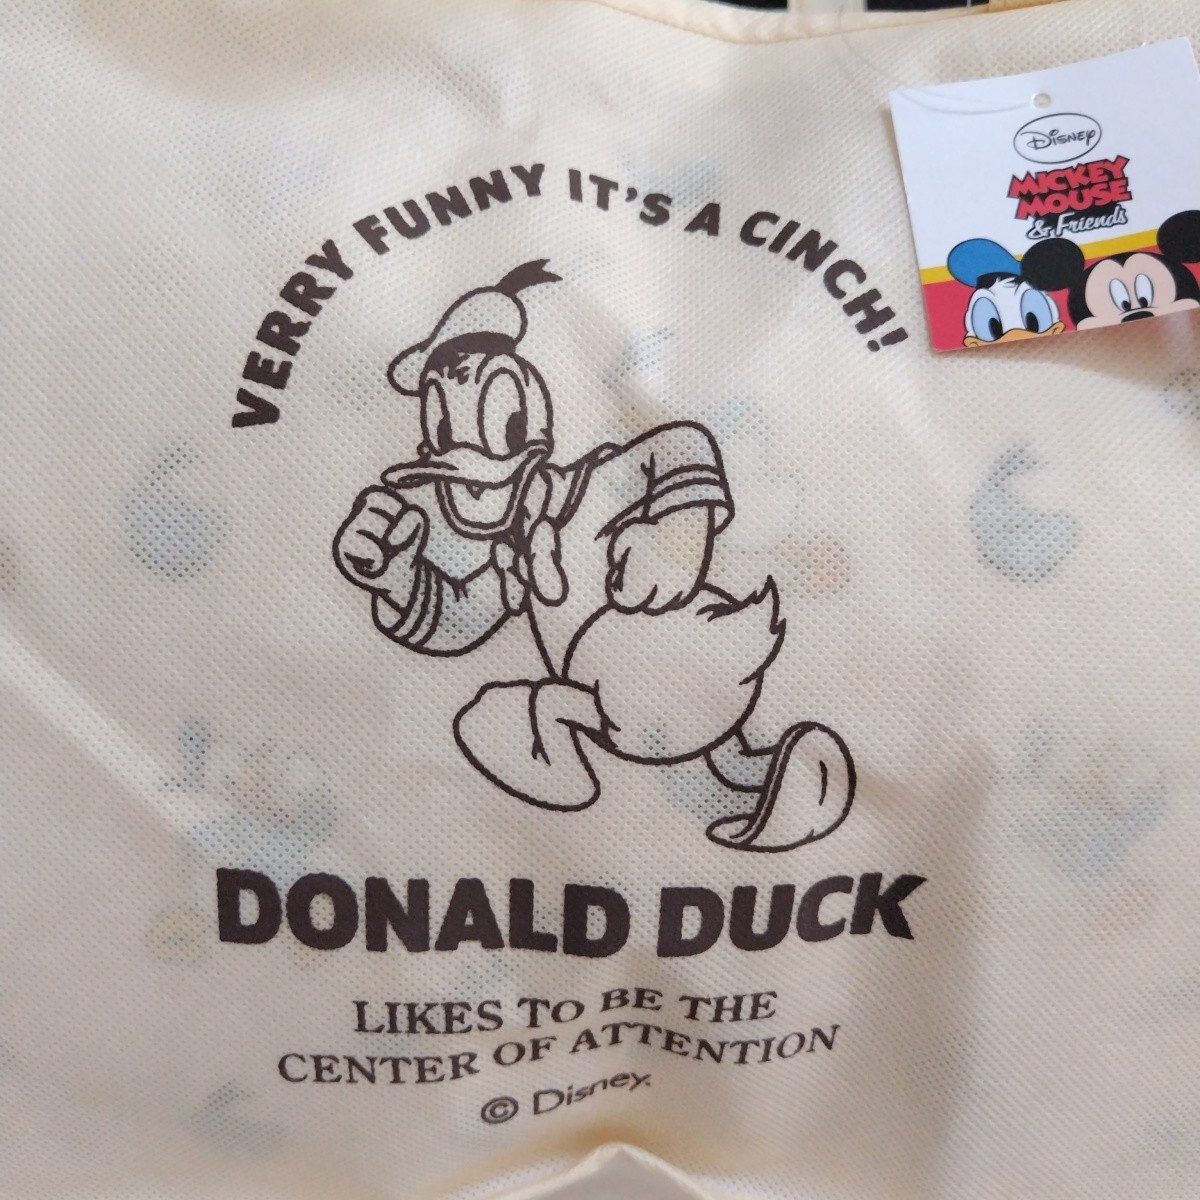 VERRY FUNNY IT'S A CINCH!
Disney
MICKEY
MOUSE
& Friends
DONALD DUCK
LIKES TO BE THE
CENTER OF ATTENTION
© Disney.